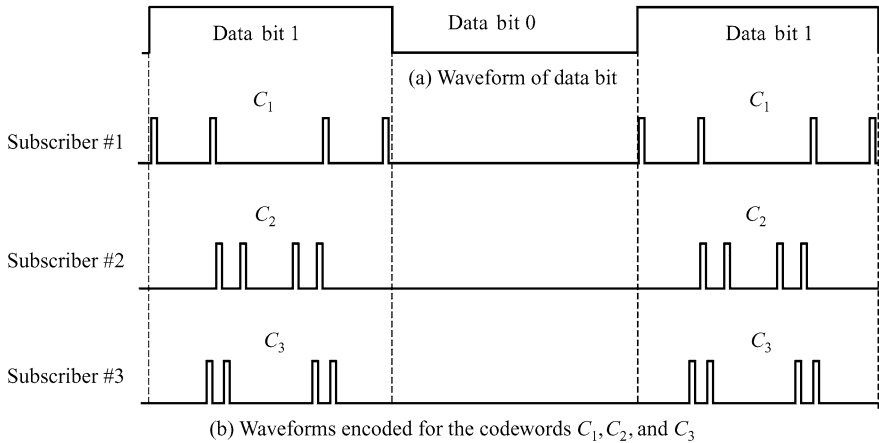 Data bit 1
Data bit 0
Data bit 1
(a) Waveform of data bit
C1
C1
Subscriber #1
C2
C2
Subscriber #2
C3
C3
Subscriber #3
(b) Waveforms encoded for the codewords C1, C2, and C3